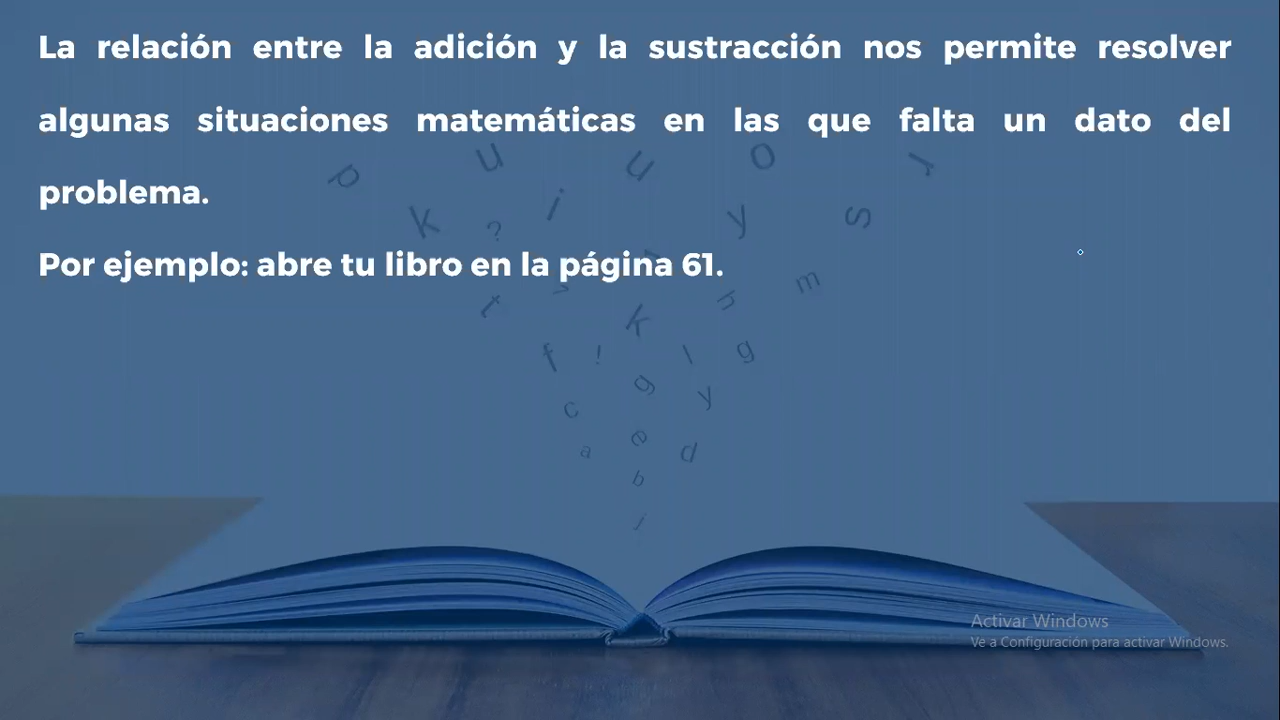 La relación entre la adición y la sustracción nos permite resolver
algunas situaciones matemáticas en las que falta un dato del
problema.
Por ejemplo: abre tu libro en la página 61.
Activar Windows
Ve a Configuración para activar Windows.